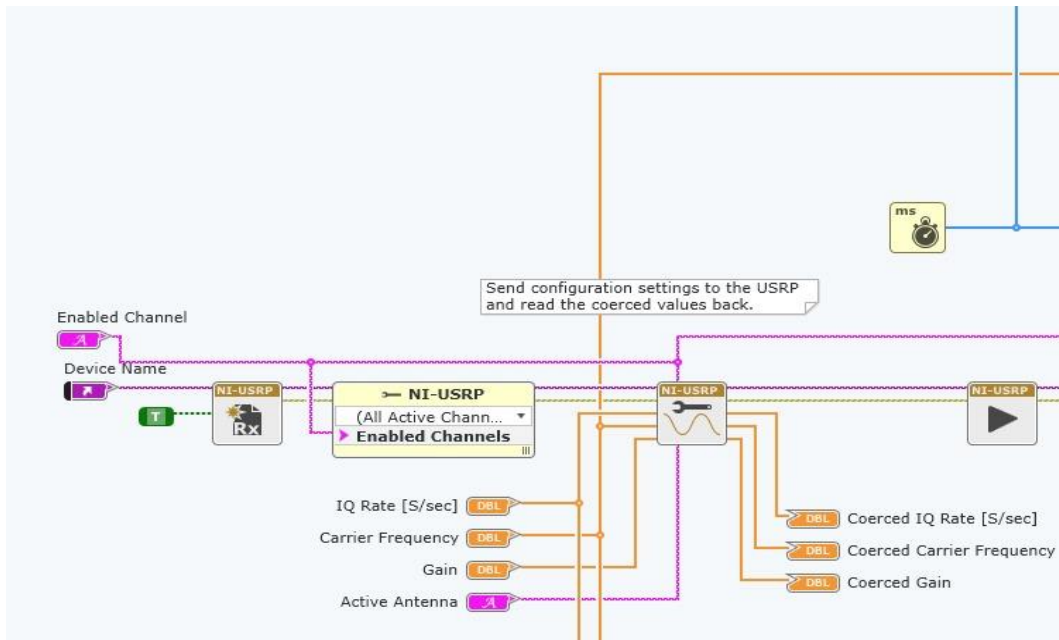 ms
Send configuration settings to the USRP
and read the coerced values back.
Enabled Channel
A
Device Name
T
NI-USRP
Rx
NI-USRP
(All Active Chann...
Enabled Channels
NI-USRP
NI-USRP
IQ Rate [S/sec] DBL
Carrier Frequency DBL
Gain DBL
Active Antenna A
DBL Coerced IQ Rate [S/sec]
DBL Coerced Carrier Frequency
DBL Coerced Gain